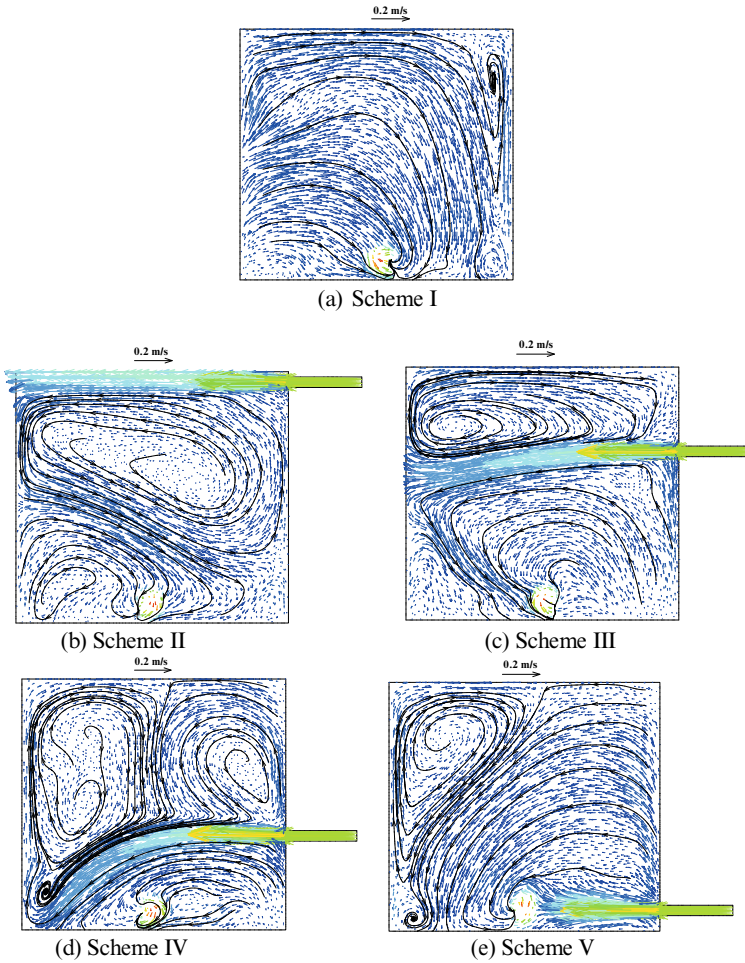 0.2 m/s
(a) Scheme I
0.2 m/s
0.2 m/s
(b) Scheme II
(c) Scheme III
0.2 m/s
0.2 m/s
(d) Scheme IV
(e) Scheme V